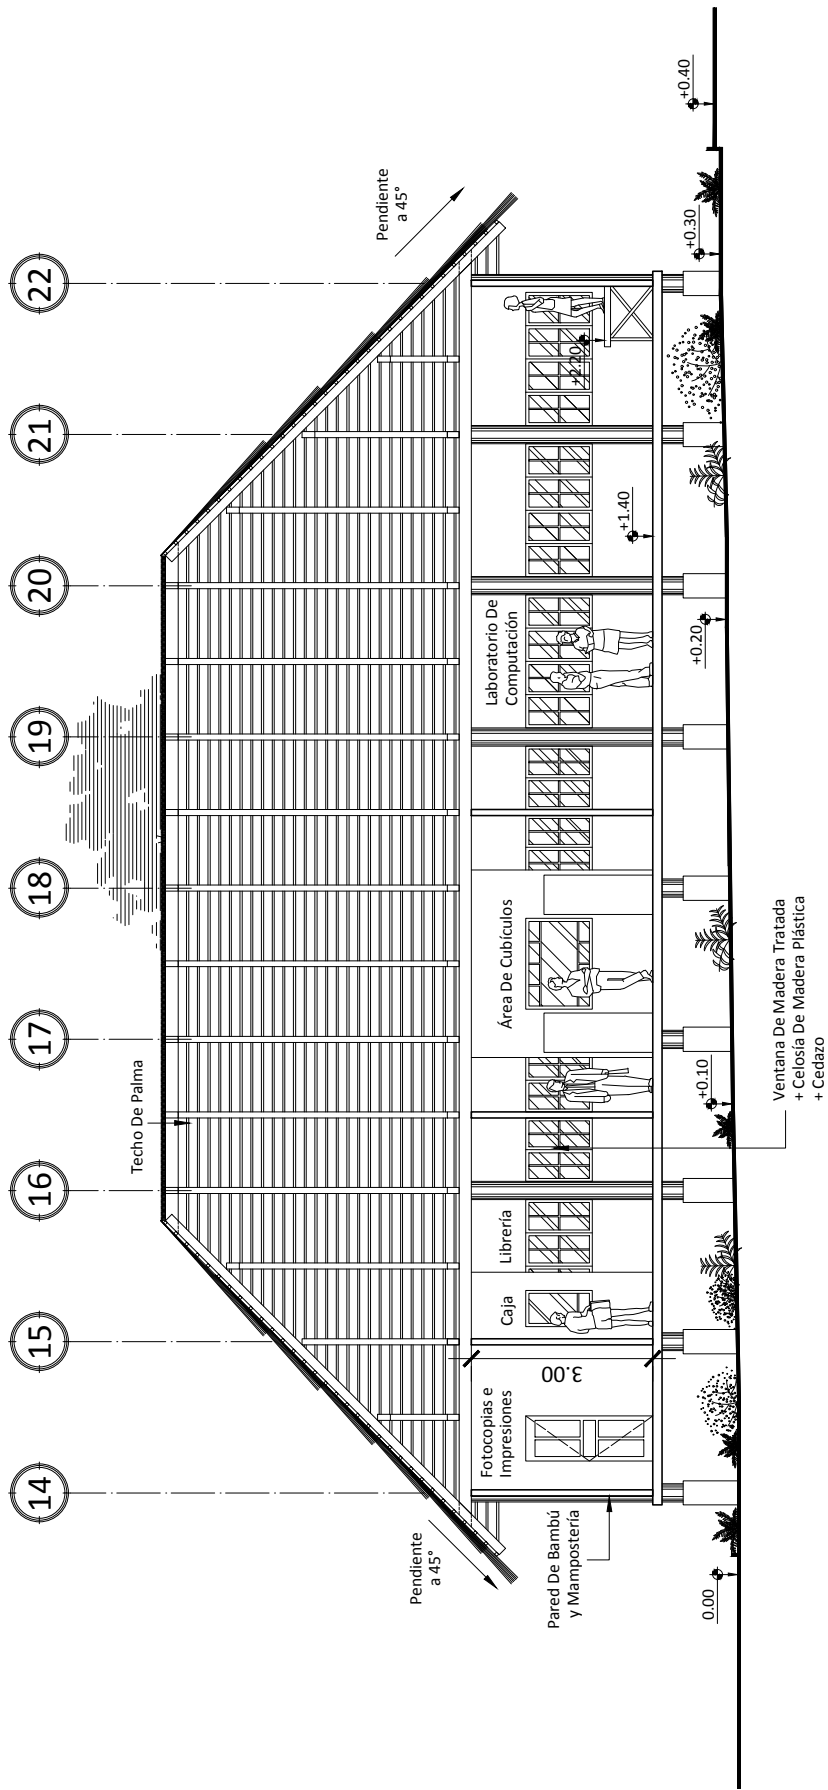 14
15
16
17
18
19
20
21
22
Techo De Palma
Pendiente
a 45°
Pendiente
a 45°
Fotocopias e
Impresiones
3.00
Caja
Librería
Área De Cubículos
Laboratorio De
Computación
+1.40
+2.20
Pared De Bambú
y Mampostería
0.00
+0.10
+0.20
+0.30
+0.40
Ventana De Madera Tratada
+ Celosía De Madera Plástica
+ Cedazo